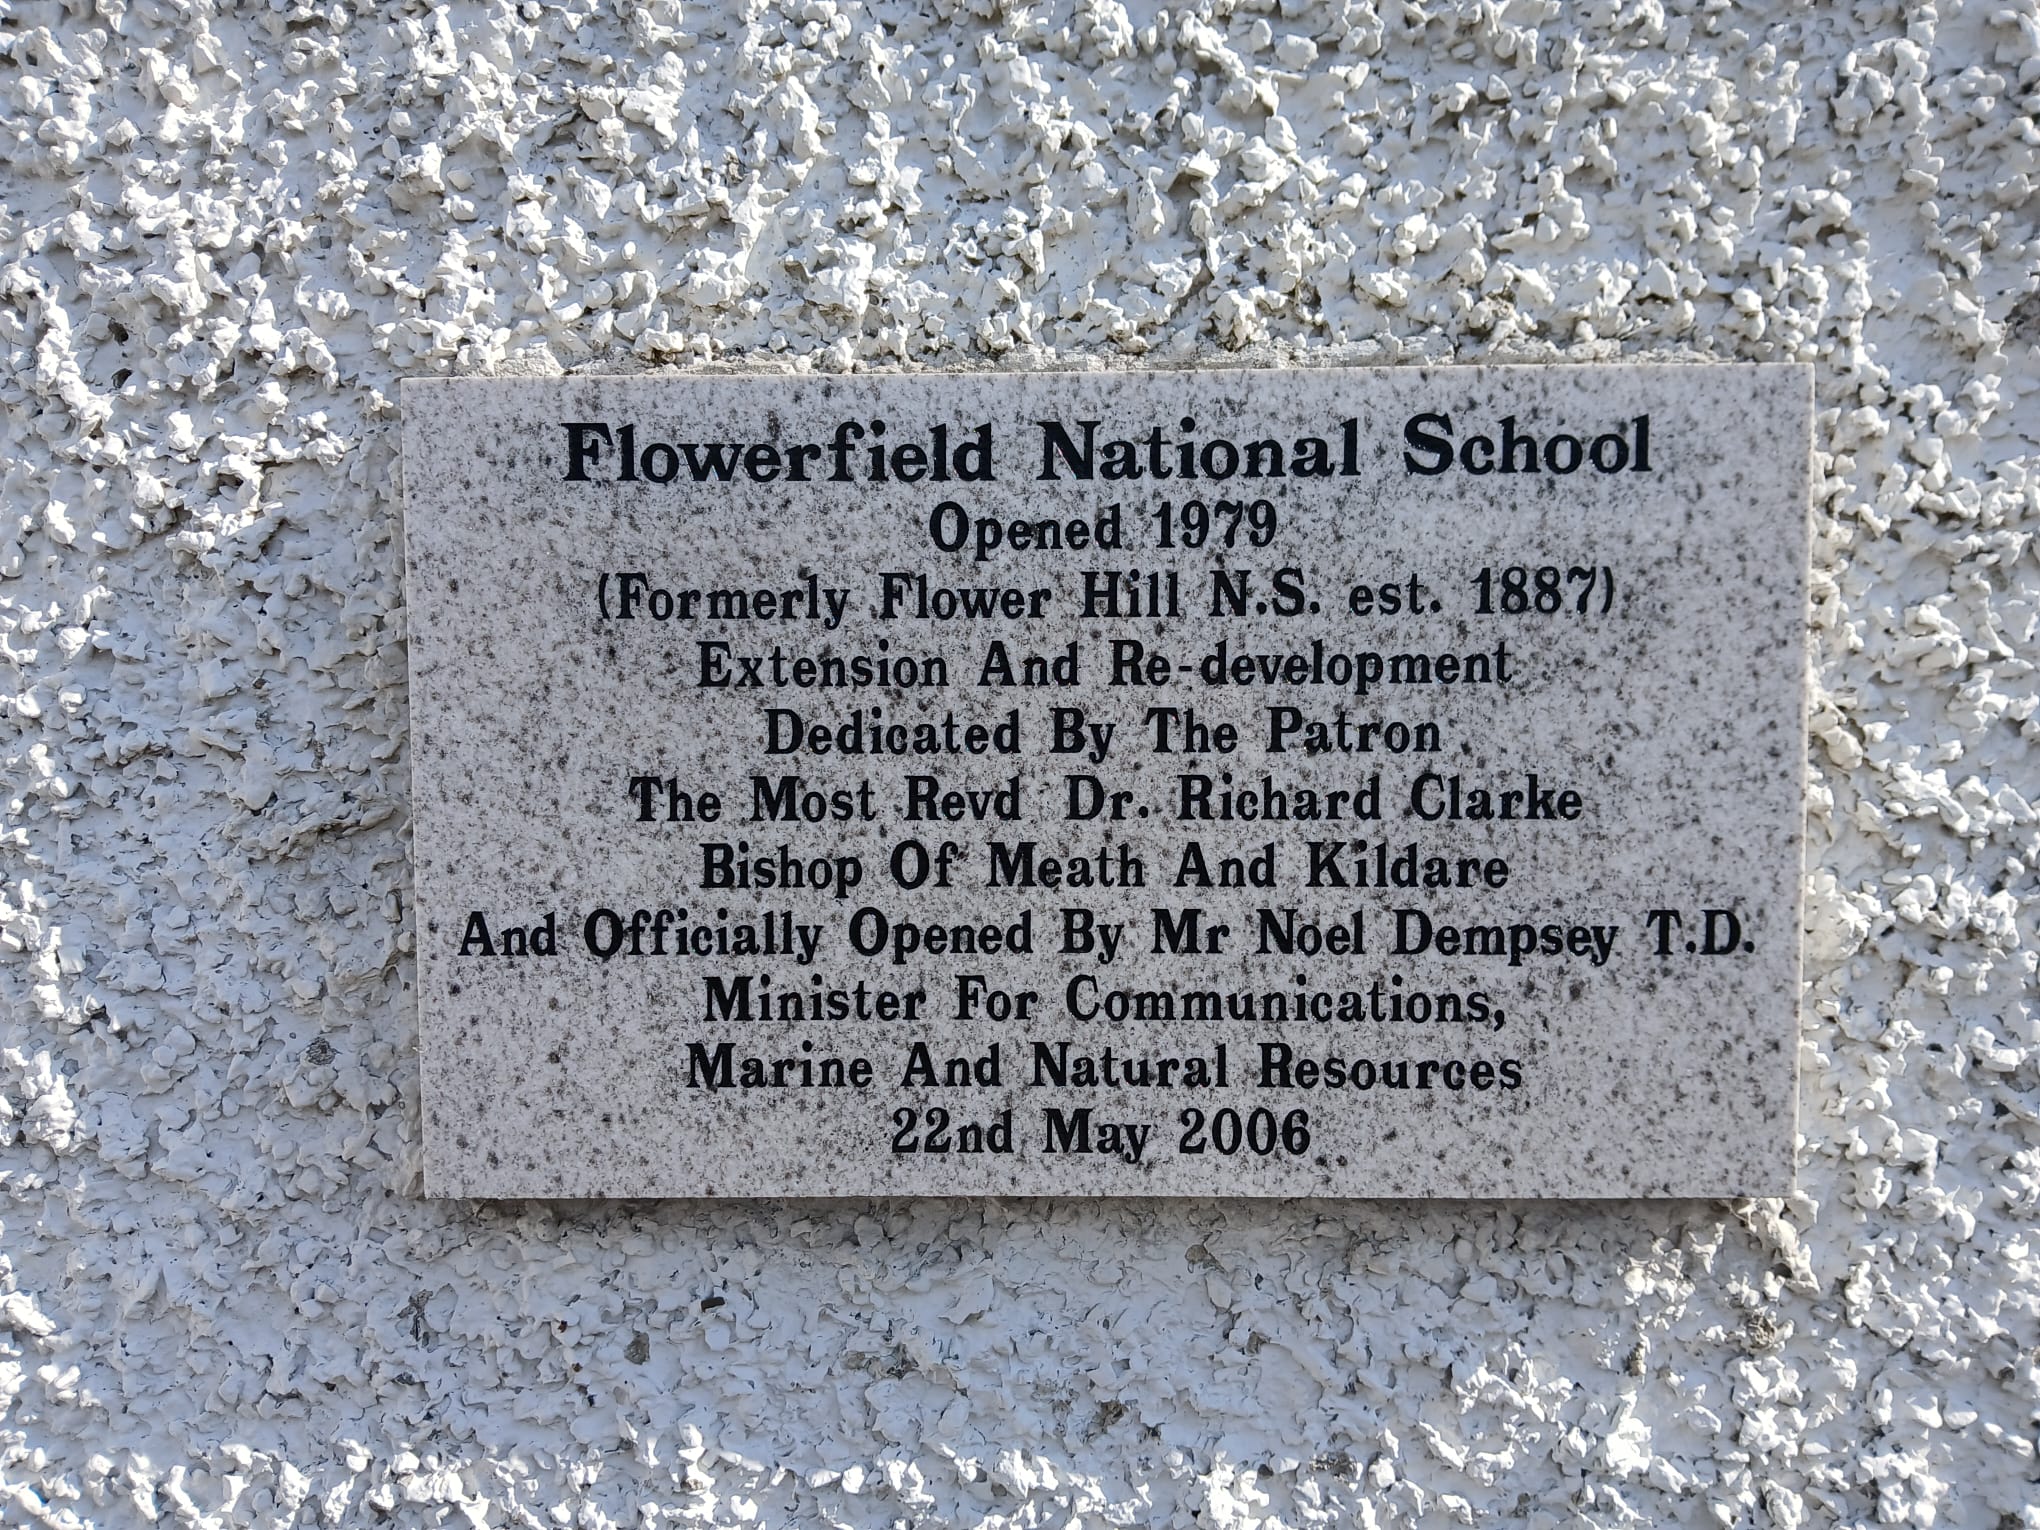 Flowerfield National School
Opened 1979
(Formerly Flower Hill N.S. est. 1887)
Extension And Re-development
Dedicated By The Patron
The Most Revd Dr. Richard Clarke
Bishop Of Meath And Kildare
And Officially Opened By Mr Noel Dempsey T.D.
Minister For Communications,
Marine And Natural Resources
22nd May 2006